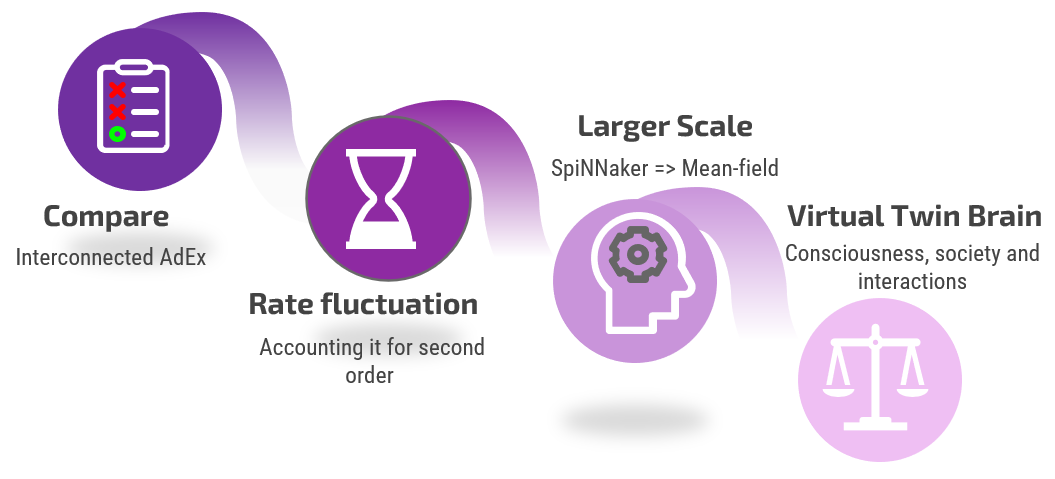 Compare
Interconnected AdEx
Rate fluctuation
Accounting it for second
order
Larger Scale
SpiNNaker => Mean-field
Virtual Twin Brain
Consciousness, society and
interactions